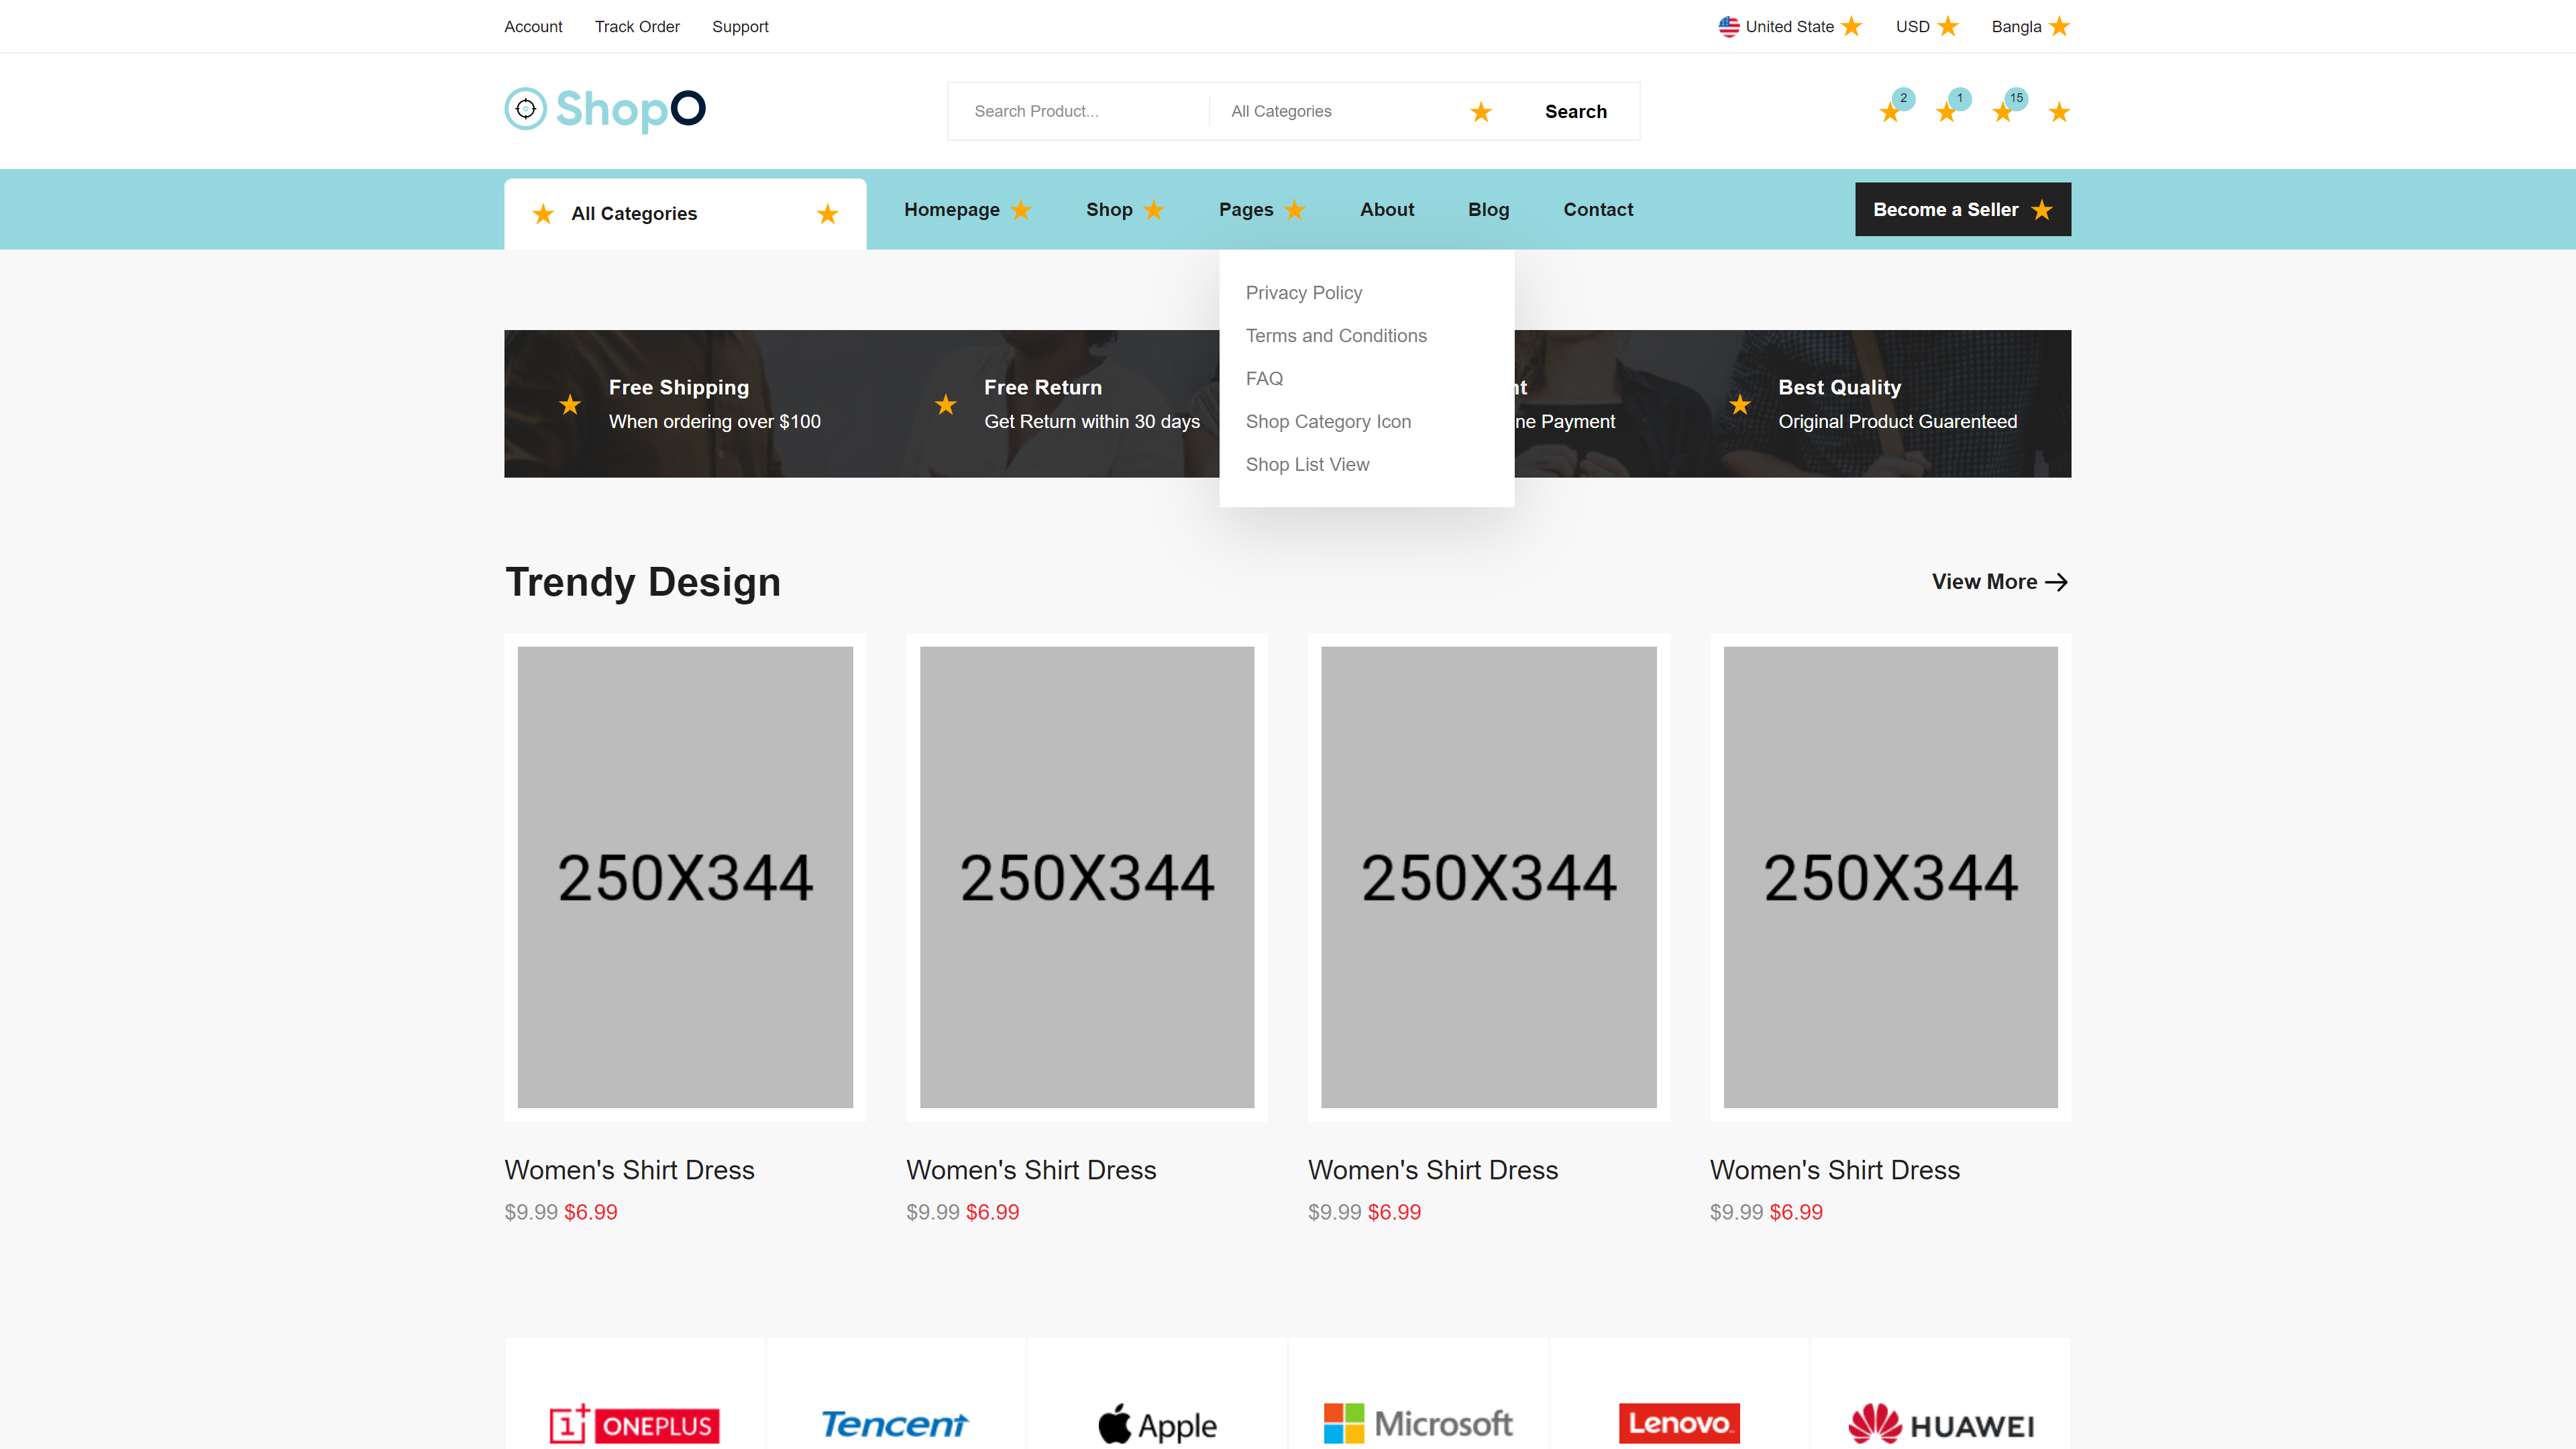 Account Track Order Support United State USD Bangla
ShopO Search Product... All Categories Search 2 1 15
All Categories Homepage Shop Pages About Blog Contact Become a Seller
Privacy Policy
Terms and Conditions
FAQ
Shop Category Icon
Shop List View
Free Shipping Free Return Best Quality
When ordering over $100 Get Return within 30 days Payment Original Product Guarenteed
Trendy Design View More
250X344 250X344 250X344 250X344
Women's Shirt Dress Women's Shirt Dress Women's Shirt Dress Women's Shirt Dress
$9.99 $6.99 $9.99 $6.99 $9.99 $6.99 $9.99 $6.99
1+ ONEPLUS Tencent Apple Microsoft Lenovo HUAWEI